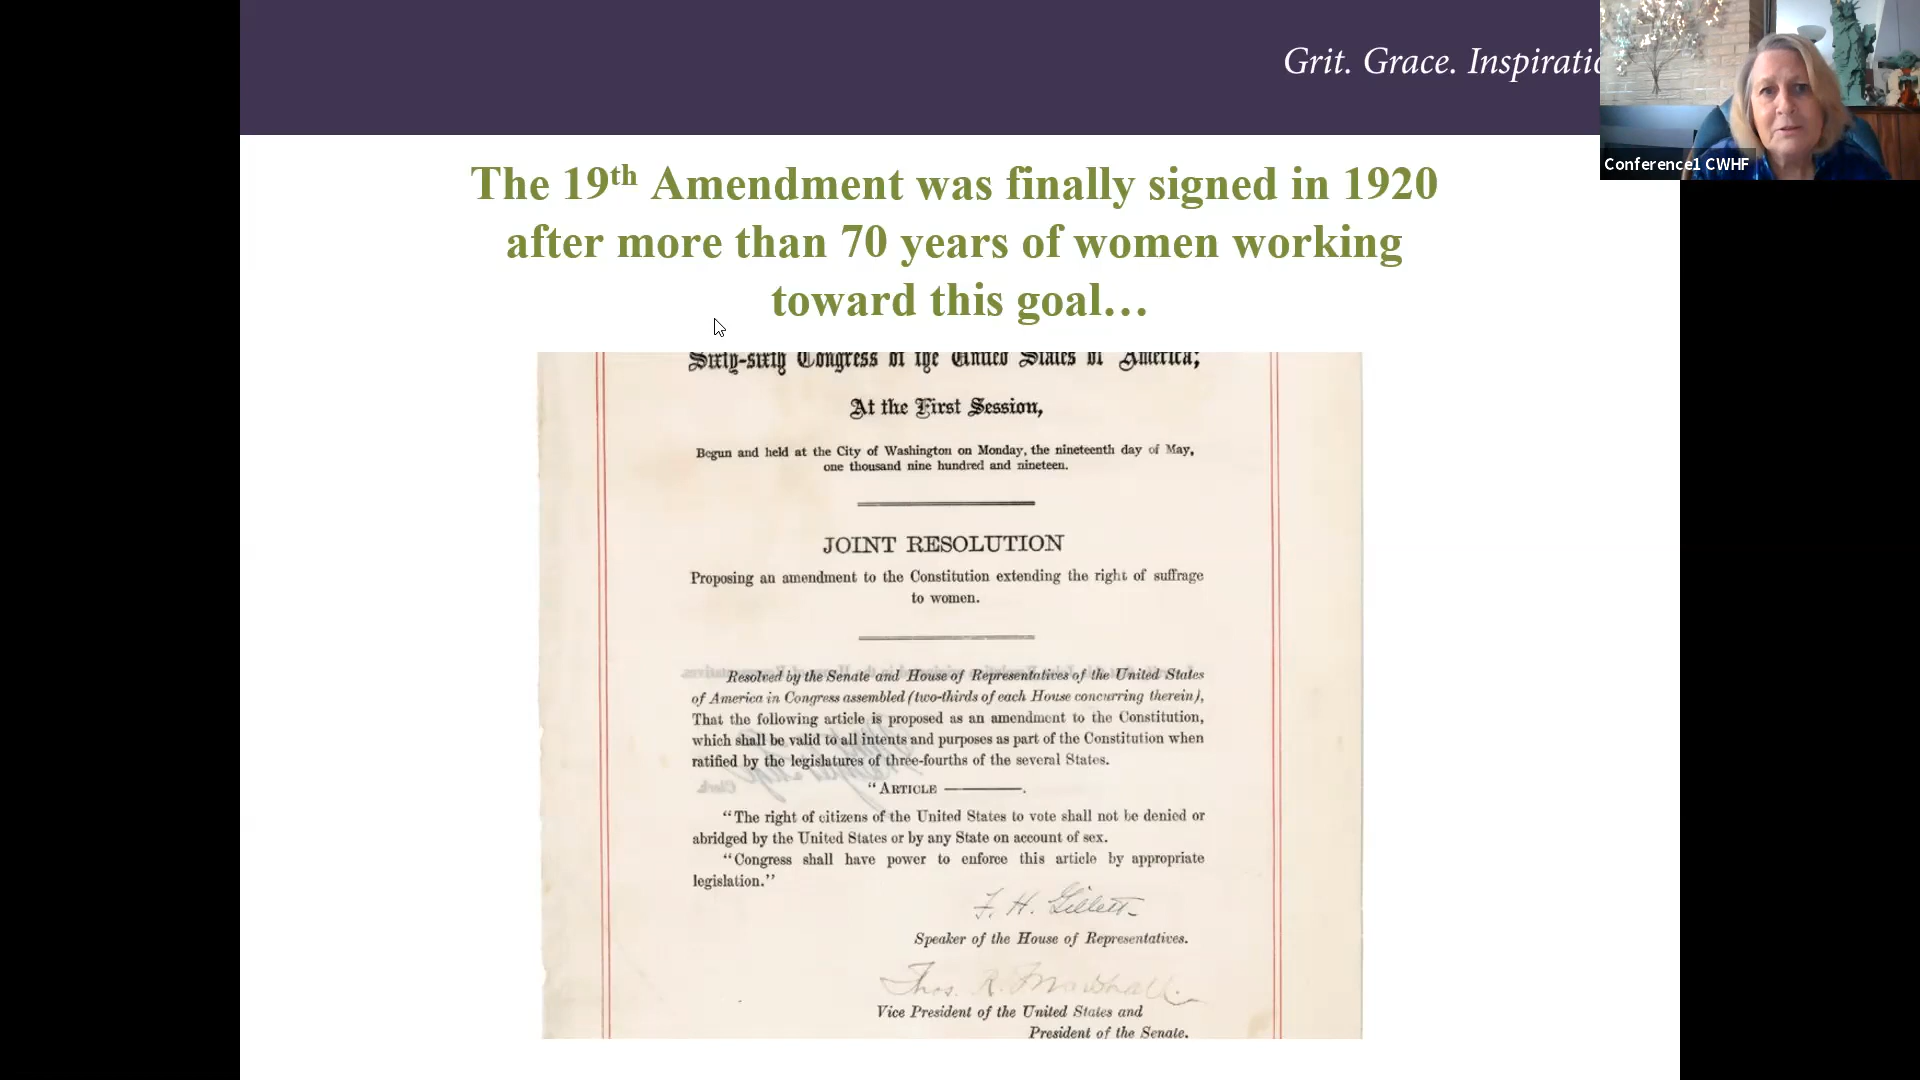 Grit. Grace. Inspiratio
Conference1 CWHF
The 19th Amendment was finally signed in 1920
after more than 70 years of women working
toward this goal…
Sixty-sixth Congress of the United States of America;
At the First Session,
Begun and held at the City of Washington on Monday, the nineteenth day of May,
one thousand nine hundred and nineteen.
JOINT RESOLUTION
Proposing an amendment to the Constitution extending the right of suffrage
to women.
Resolved by the Senate and House of Representatives of the United States
of America in Congress assembled (two-thirds of each House concurring therein),
That the following article is proposed as an amendment to the Constitution,
which shall be valid to all intents and purposes as part of the Constitution when
ratified by the legislatures of three-fourths of the several States.
“ARTICLE ———.
“The right of citizens of the United States to vote shall not be denied or
abridged by the United States or by any State on account of sex.
“Congress shall have power to enforce this article by appropriate
legislation.”
F. H. Gillett
Speaker of the House of Representatives.
Thos. R. Marshall.
Vice President of the United States and
President of the Senate.